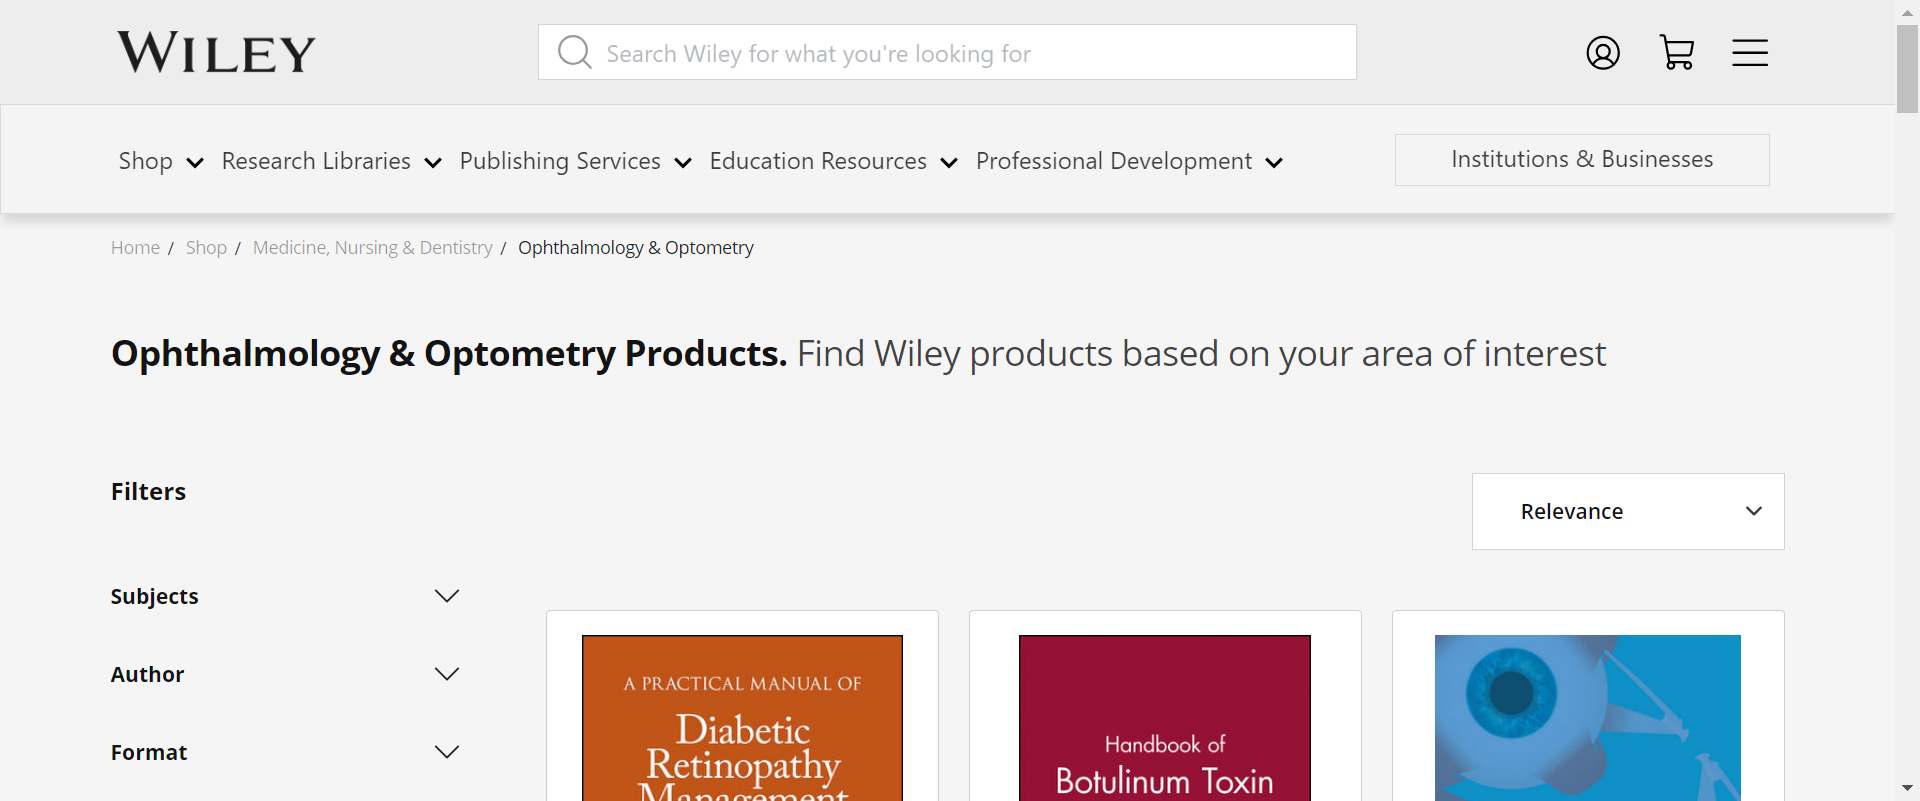 WILEY
Search Wiley for what you're looking for
Shop Research Libraries Publishing Services Education Resources Professional Development Institutions & Businesses
Home / Shop / Medicine, Nursing & Dentistry / Ophthalmology & Optometry
Ophthalmology & Optometry Products. Find Wiley products based on your area of interest
Filters
Relevance
Subjects
Author
Format
A PRACTICAL MANUAL OF
Diabetic
Retinopathy
Management
Handbook of
Botulinum Toxin